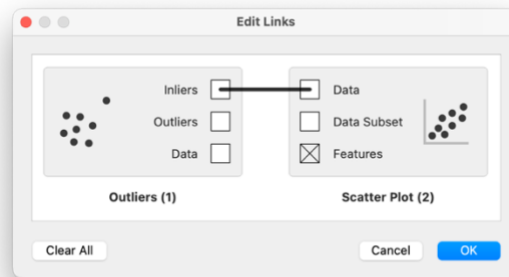 Edit Links
Inliers
Data
Outliers
Data Subset
Data
Features
Outliers (1)
Scatter Plot (2)
Clear All
Cancel
OK